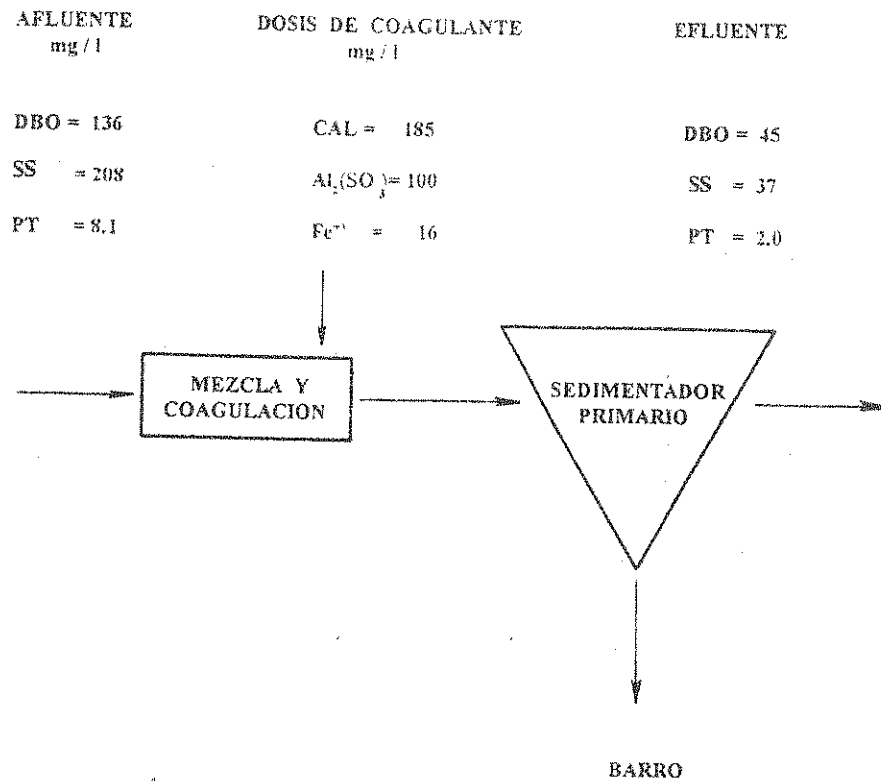 AFLUENTE
mg / l
DOSIS DE COAGULANTE
mg / l
EFLUENTE
DBO = 136
SS = 208
PT = 8.1
CAL = 185
Al2(SO3)= 100
Fe+3 = 16
DBO = 45
SS = 37
PT = 2.0
MEZCLA Y
COAGULACION
SEDIMENTADOR
PRIMARIO
BARRO